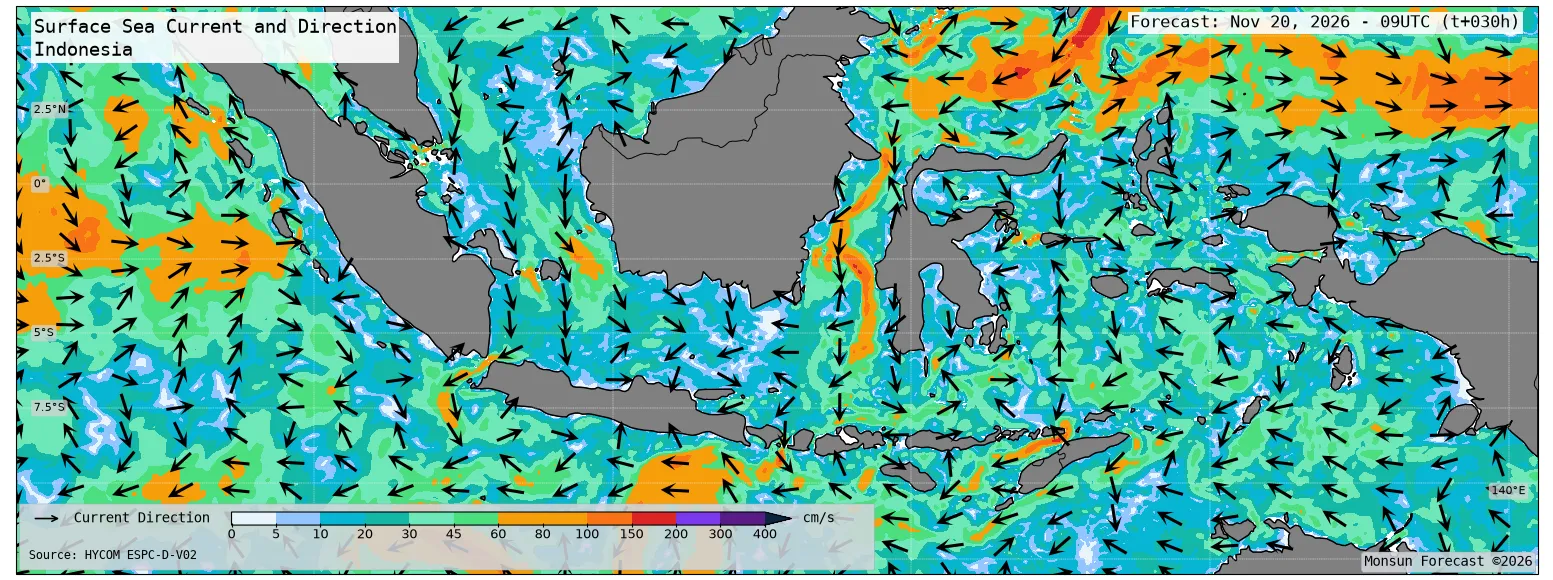 Surface Sea Current and Direction
Indonesia
Forecast: Nov 20, 2026 - 09UTC (t+030h)
2.5°N
0°
2.5°S
5°S
7.5°S
140°E
Current Direction
0 5 10 20 30 45 60 80 100 150 200 300 400 cm/s
Source: HYCOM ESPC-D-V02
Monsun Forecast ©2026